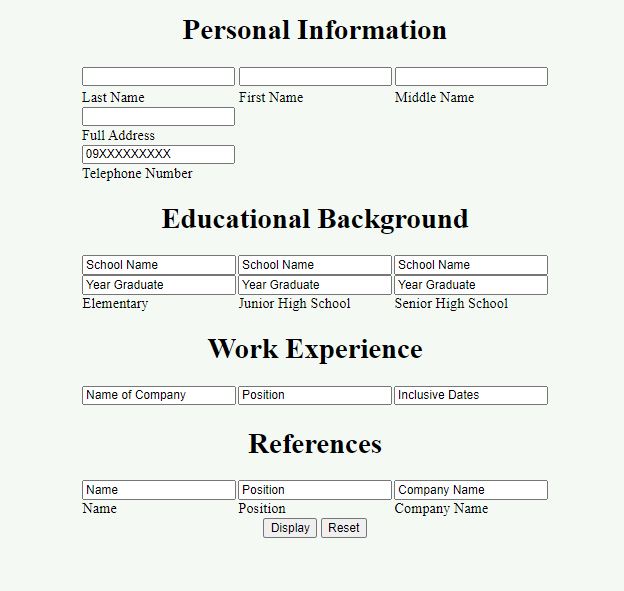 Personal Information
Last Name First Name Middle Name
Full Address
09XXXXXXXXX
Telephone Number
Educational Background
School Name School Name School Name
Year Graduate Year Graduate Year Graduate
Elementary Junior High School Senior High School
Work Experience
Name of Company Position Inclusive Dates
References
Name Position Company Name
Name Position Company Name
Display Reset